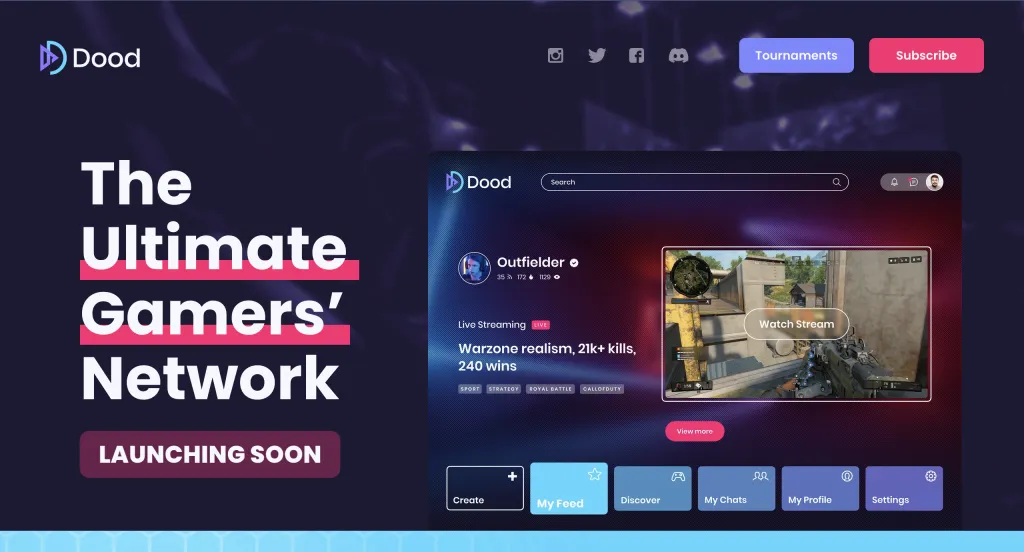 Dood
Tournaments
Subscribe
The
Ultimate
Gamers’
Network
LAUNCHING SOON
Dood
Search
Outfielder
35 172 1129
Live Streaming LIVE
Warzone realism, 21k+ kills,
240 wins
SPORT STRATEGY ROYAL BATTLE CALLOFDUTY
Watch Stream
View more
Create
My Feed
Discover
My Chats
My Profile
Settings